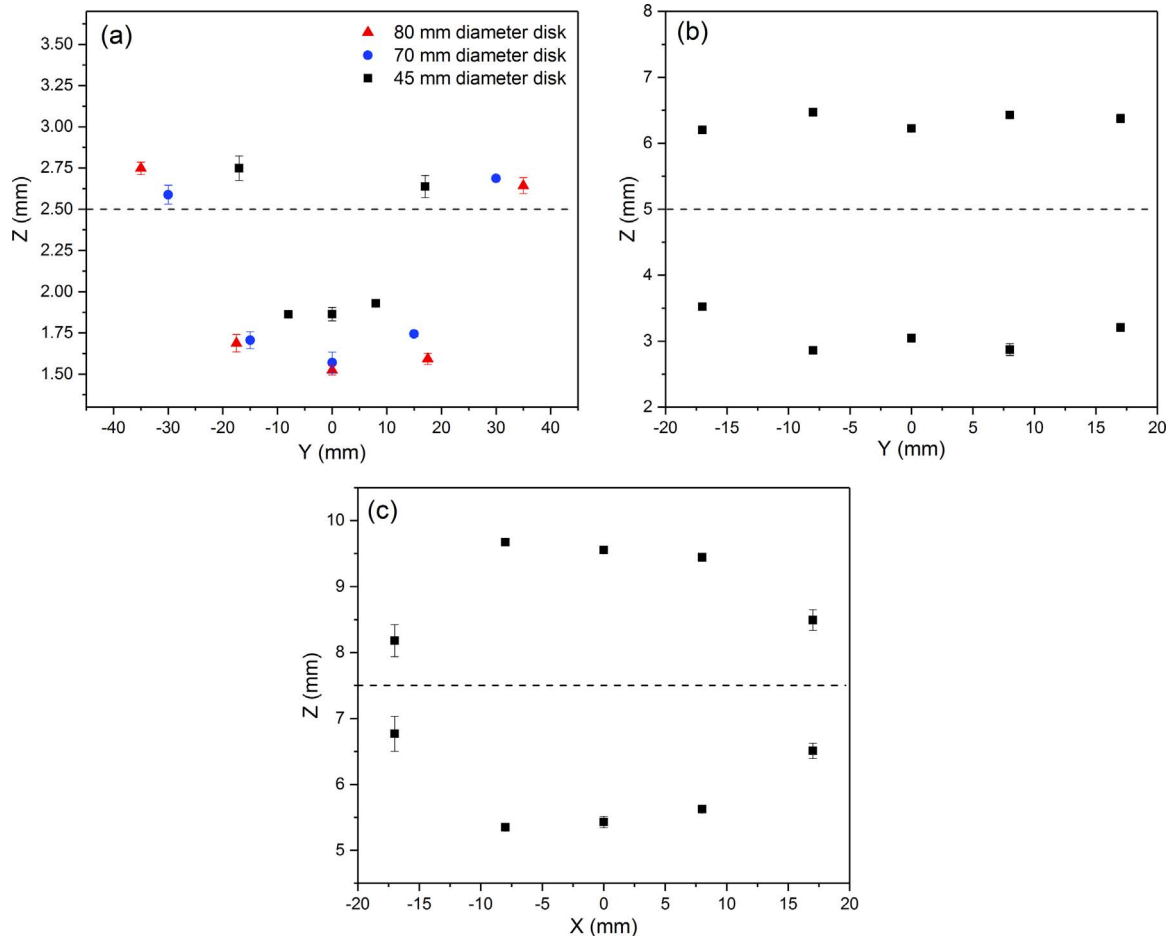 (a)
80 mm diameter disk
70 mm diameter disk
45 mm diameter disk
3.50
3.25
3.00
2.75
2.50
2.25
2.00
1.75
1.50
Z (mm)
-40 -30 -20 -10 0 10 20 30 40
Y (mm)
(b)
8
7
6
5
4
3
2
Z (mm)
-20 -15 -10 -5 0 5 10 15 20
Y (mm)
(c)
10
9
8
7
6
5
Z (mm)
-20 -15 -10 -5 0 5 10 15 20
X (mm)